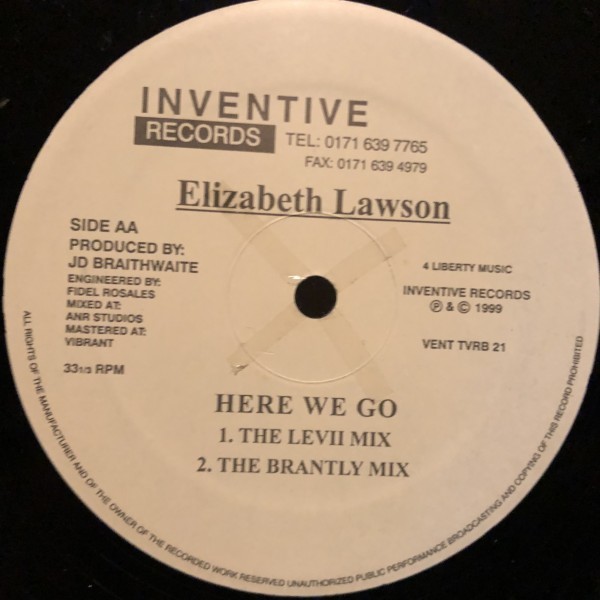 INVENTIVE
RECORDS
TEL: 0171 639 7765
FAX: 0171 639 4979
Elizabeth Lawson
SIDE AA
PRODUCED BY:
JD BRAITHWAITE
ENGINEERED BY:
FIDEL ROSALES
MIXED AT:
ANR STUDIOS
MASTERED AT:
VIBRANT
33 1/3 RPM
4 LIBERTY MUSIC
INVENTIVE RECORDS
Ⓟ & © 1999
VENT TVRB 21
HERE WE GO
1. THE LEVII MIX
2. THE BRANTLY MIX
ALL RIGHTS OF THE MANUFACTURER AND OF THE OWNER OF THE RECORDED WORK RESERVED UNAUTHORIZED PUBLIC PERFORMANCE BROADCASTING AND COPYING OF THIS RECORD PROHIBITED